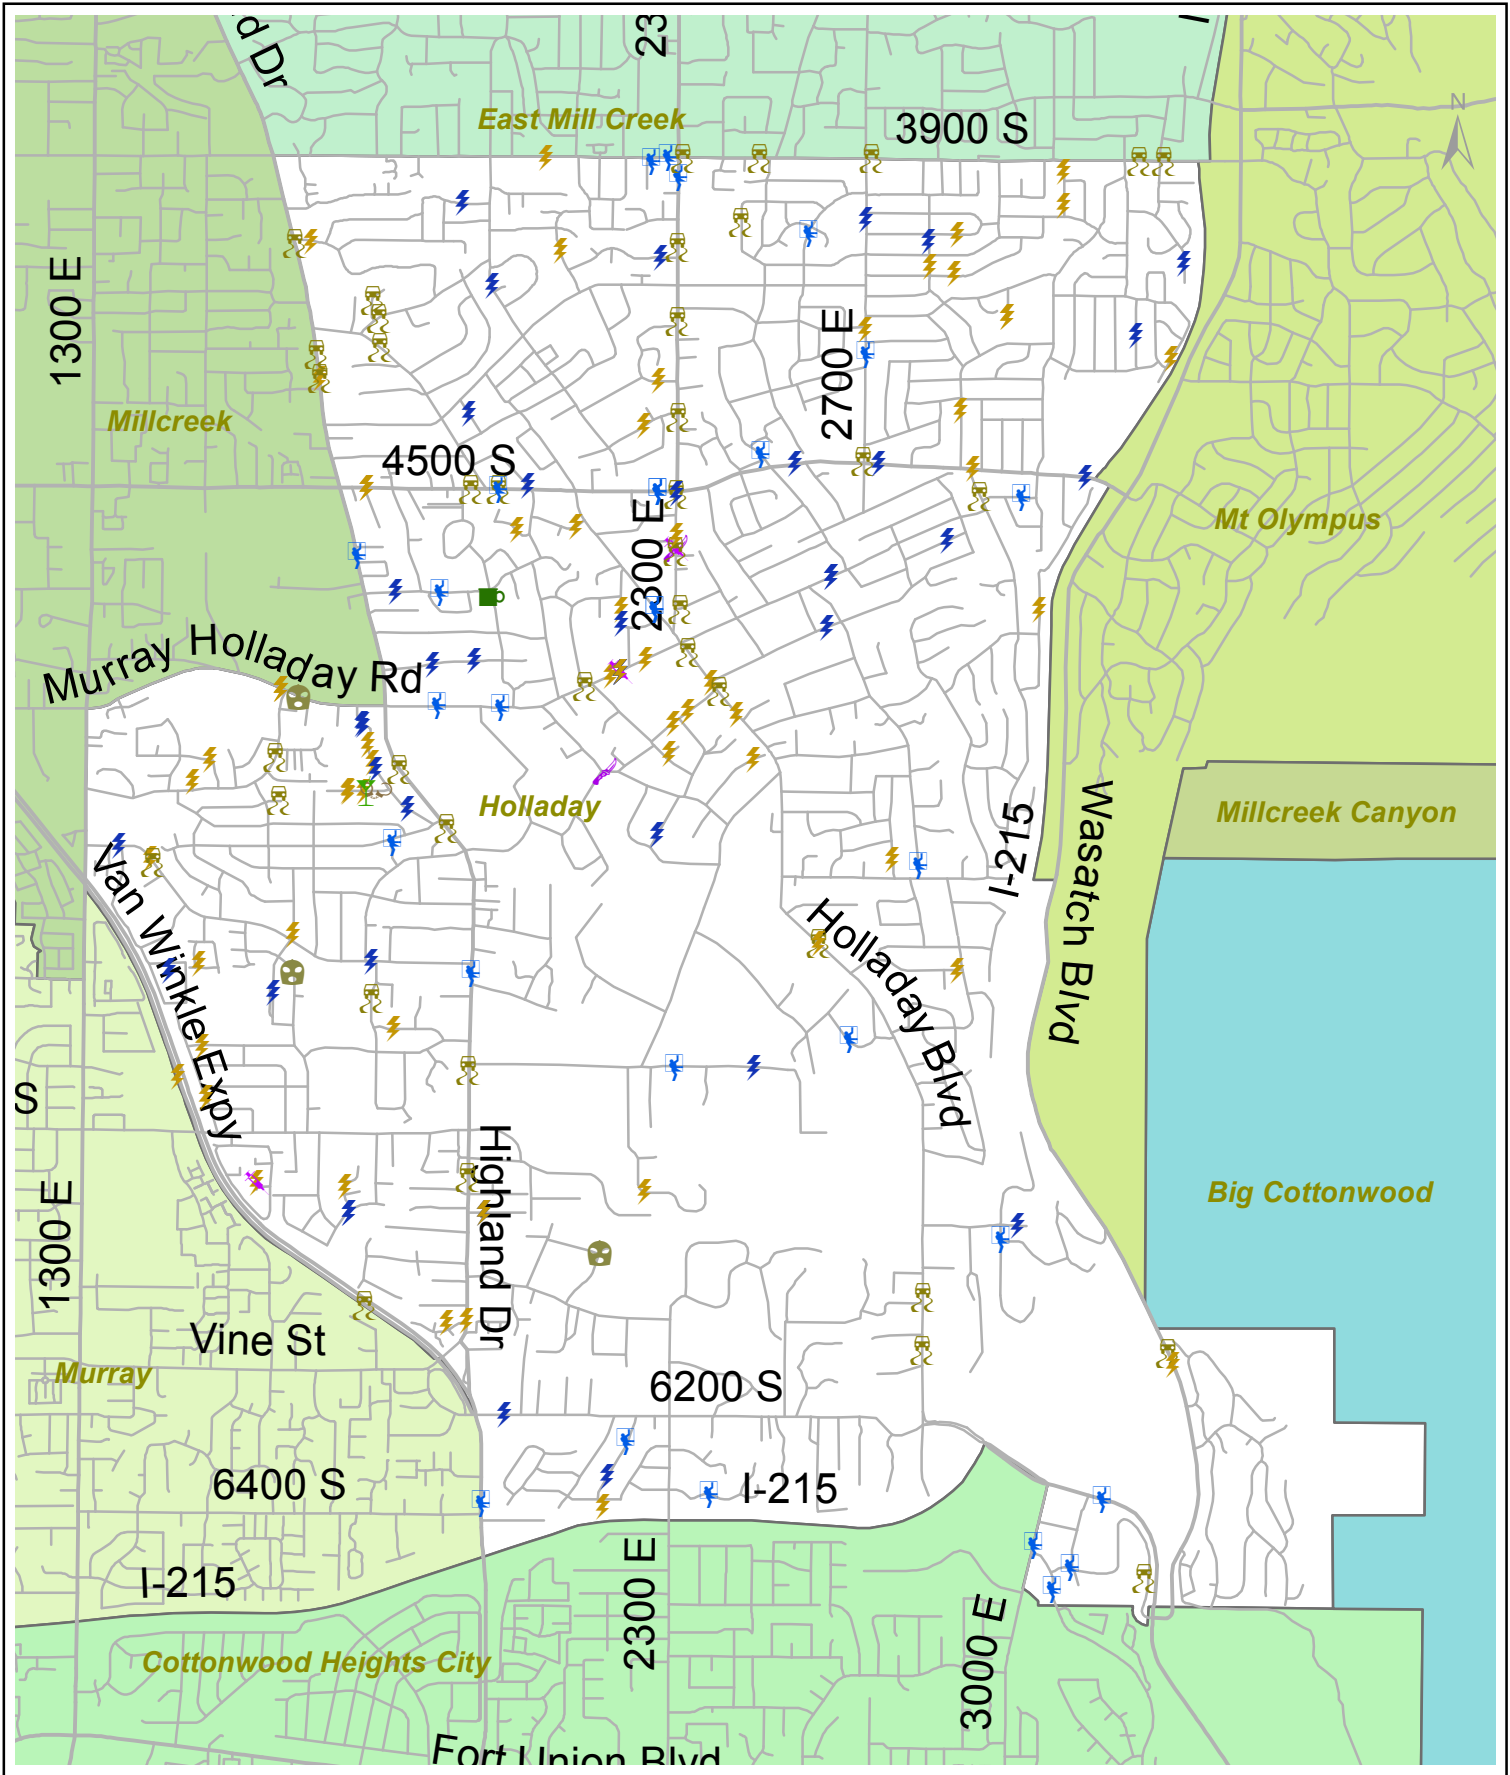 d Dr
23
East Mill Creek
3900 S
N
1300 E
2700 E
Millcreek
4500 S
2300 E
Mt Olympus
Murray Holladay Rd
Holladay
I-215
Wasatch Blvd
Millcreek Canyon
Van Winkle Expy
Holladay Blvd
S
Highland Dr
1300 E
Big Cottonwood
Vine St
Murray
6200 S
6400 S
I-215
I-215
2300 E
3000 E
Cottonwood Heights City
Fort Union Blvd